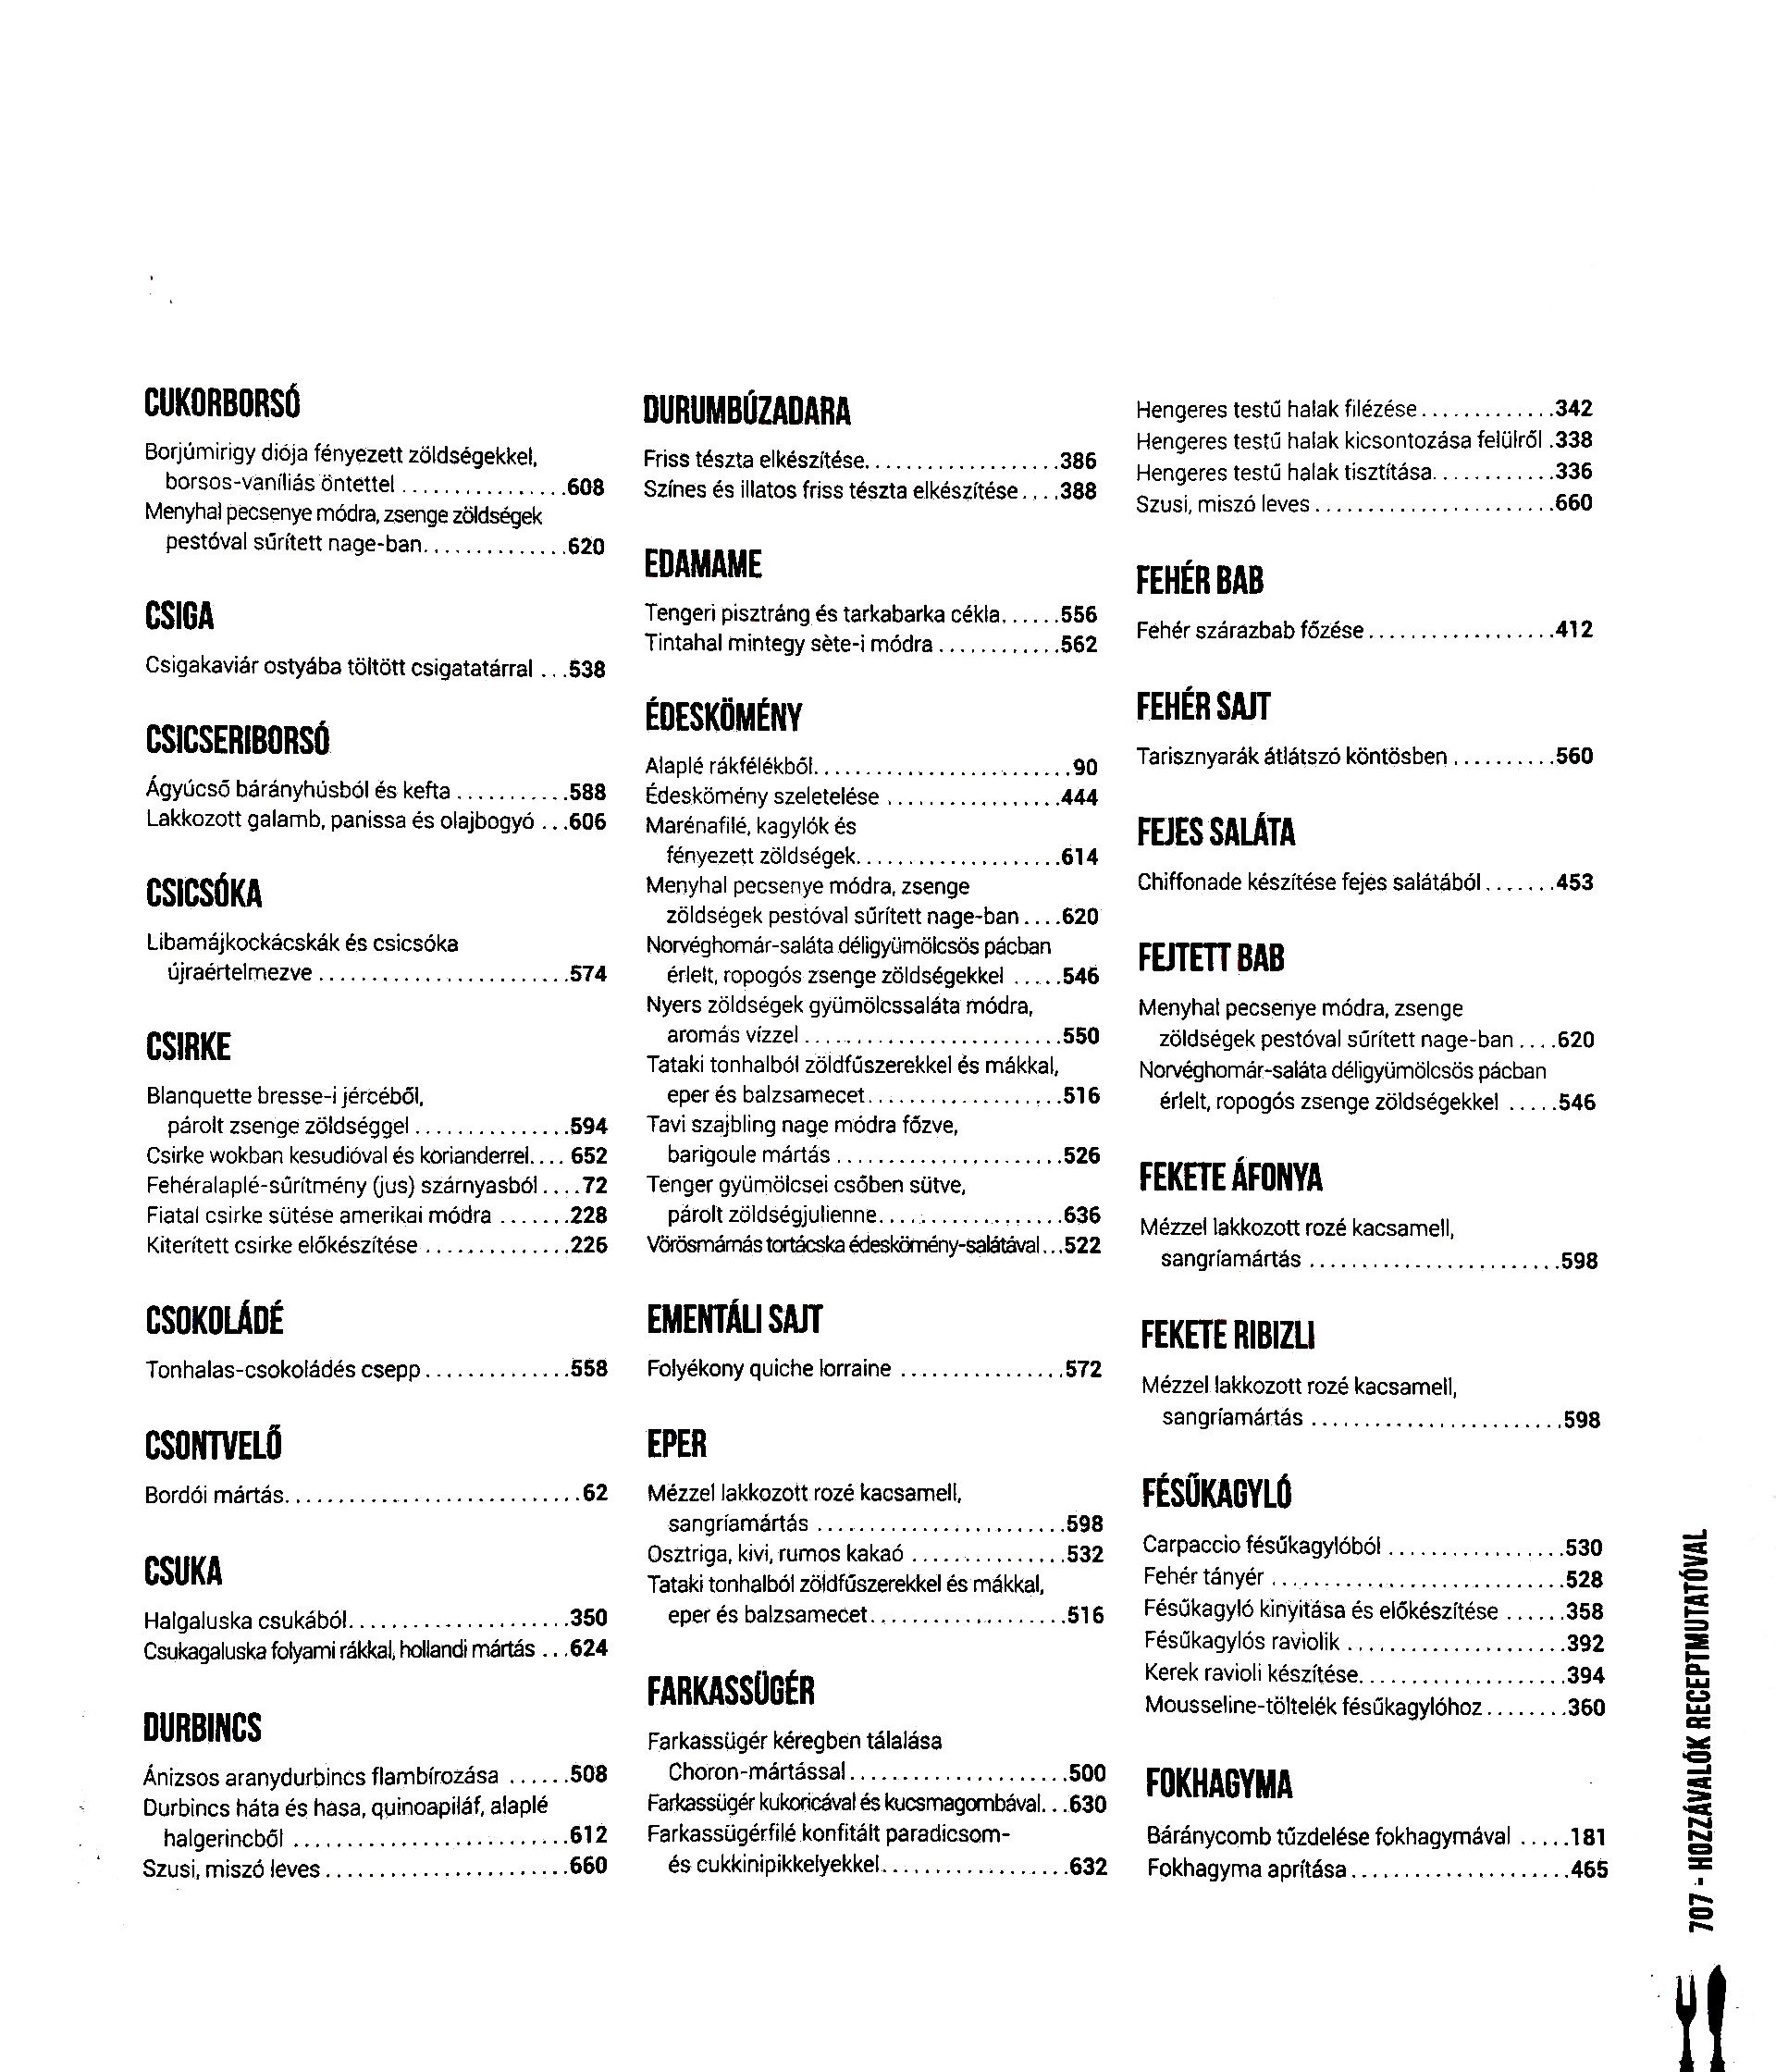 CUKORBORSÓ
Borjúmirigy diója fényezett zöldségekkel,
borsos-vaníliás öntettel ................608
Menyhal pecsenye módra, zsenge zöldségek
pestóval sűrített nage-ban..............620
CSIGA
Csigakaviár ostyába töltött csigatatárral ...538
CSICSERIBORSÓ
Ágyúcső bárányhúsból és kefta ...........588
Lakkozott galamb, panissa és olajbogyó ...606
CSICSÓKA
Libamájkockácskák és csicsóka
újraértelmezve ........................574
CSIRKE
Blanquette bresse-i jércéből,
párolt zsenge zöldséggel ...............594
Csirke wokban kesudióval és korianderrel.... 652
Fehéralaplé-sűrítmény (jus) szárnyasból ....72
Fiatal csirke sütése amerikai módra .......228
Kiterített csirke előkészítése ..............226
CSOKOLÁDÉ
Tonhalas-csokoládés csepp..............558
CSONTVELŐ
Bordói mártás............................62
CSUKA
Halgaluska csukából.....................350
Csukagaluska folyami rákkal, hollandi mártás ...624
DURBINCS
Ánizsos aranydurbincs flambírozása ......508
Durbincs háta és hasa, quinoapiláf, alaplé
halgerincből ..........................612
Szusi, miszó leves .......................660
DURUMBÚZADARA
Friss tészta elkészítése...................386
Színes és illatos friss tészta elkészítése....388
EDAMAME
Tengeri pisztráng és tarkabarka cékla......556
Tintahal mintegy sète-i módra ............562
ÉDESKÖMÉNY
Alaplé rákfélékből.........................90
Édeskömény szeletelése .................444
Marénafilé, kagylók és
fényezett zöldségek....................614
Menyhal pecsenye módra, zsenge
zöldségek pestóval sűrített nage-ban ....620
Norvéghomár-saláta déligyümölcsös pácban
érlelt, ropogós zsenge zöldségekkel .....546
Nyers zöldségek gyümölcssaláta módra,
aromás vízzel .........................550
Tataki tonhalból zöldfűszerekkel és mákkal,
eper és balzsamecet...................516
Tavi szajbling nage módra főzve,
barigoule mártás ......................526
Tenger gyümölcsei csőben sütve,
párolt zöldségjulienne..................636
Vörösmárnás tortácska édeskömény-salátával...522
EMENTÁLI SAJT
Folyékony quiche lorraine ................572
EPER
Mézzel lakkozott rozé kacsamell,
sangríamártás ........................598
Osztriga, kivi, rumos kakaó ...............532
Tataki tonhalból zöldfűszerekkel és mákkal,
eper és balzsamecet...................516
FARKASSÜGÉR
Farkassügér kéregben tálalása
Choron-mártással.....................500
Farkassügér kukoricával és kucsmagombával...630
Farkassügérfilé konfitált paradicsom-
és cukkinipikkelyekkel..................632
Hengeres testű halak filézése.............342
Hengeres testű halak kicsontozása felülről .338
Hengeres testű halak tisztítása............336
Szusi, miszó leves .......................660
FEHÉR BAB
Fehér szárazbab főzése..................412
FEHÉR SAJT
Tarisznyarák átlátszó köntösben ..........560
FEJES SALÁTA
Chiffonade készítése fejes salátából.......453
FEJTETT BAB
Menyhal pecsenye módra, zsenge
zöldségek pestóval sűrített nage-ban ....620
Norvéghomár-saláta déligyümölcsös pácban
érlelt, ropogós zsenge zöldségekkel .....546
FEKETE ÁFONYA
Mézzel lakkozott rozé kacsamell,
sangríamártás ........................598
FEKETE RIBIZLI
Mézzel lakkozott rozé kacsamell,
sangríamártás ........................598
FÉSŰKAGYLÓ
Carpaccio fésűkagylóból .................530
Fehér tányér ............................528
Fésűkagyló kinyitása és előkészítése ......358
Fésűkagylós raviolik .....................392
Kerek ravioli készítése....................394
Mousseline-töltelék fésűkagylóhoz........360
FOKHAGYMA
Báránycomb tűzdelése fokhagymával .....181
Fokhagyma aprítása.....................465
707 - HOZZÁVALÓK RECEPTMUTATÓVAL